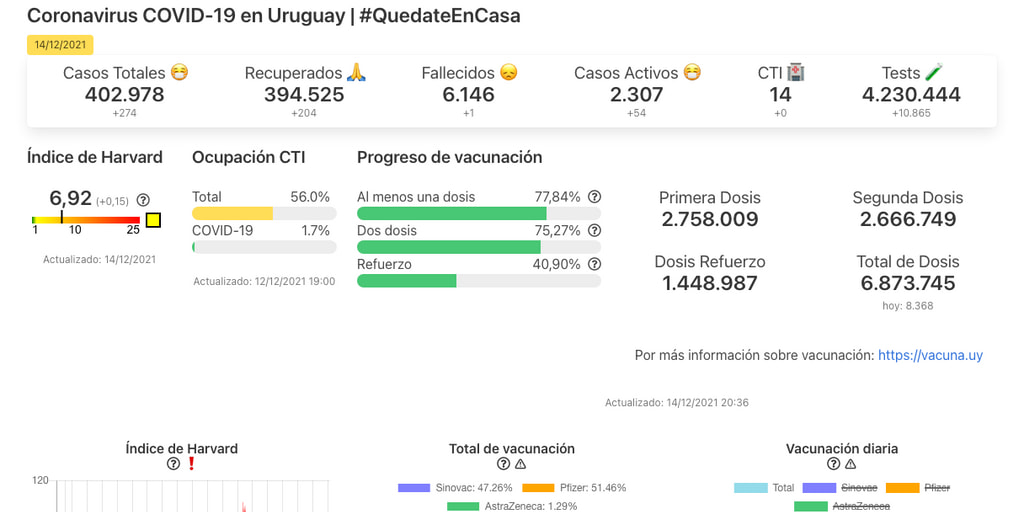 Coronavirus COVID-19 en Uruguay | #QuedateEnCasa
14/12/2021
Casos Totales 😷 Recuperados 🙏 Fallecidos 😞 Casos Activos 😷 CTI 🏥 Tests 🧪
402.978 394.525 6.146 2.307 14 4.230.444
+274 +204 +1 +54 +0 +10.865
Índice de Harvard Ocupación CTI Progreso de vacunación
6,92 (+0,15)
1 10 25
Actualizado: 14/12/2021
Total 56.0%
COVID-19 1.7%
Actualizado: 12/12/2021 19:00
Al menos una dosis 77,84%
Dos dosis 75,27%
Refuerzo 40,90%
Primera Dosis Segunda Dosis
2.758.009 2.666.749
Dosis Refuerzo Total de Dosis
1.448.987 6.873.745
hoy: 8.368
Por más información sobre vacunación: https://vacuna.uy
Actualizado: 14/12/2021 20:36
Índice de Harvard
120
Total de vacunación
Sinovac: 47.26% Pfizer: 51.46%
AstraZeneca: 1.29%
Vacunación diaria
Total Sinovac Pfizer
AstraZeneca